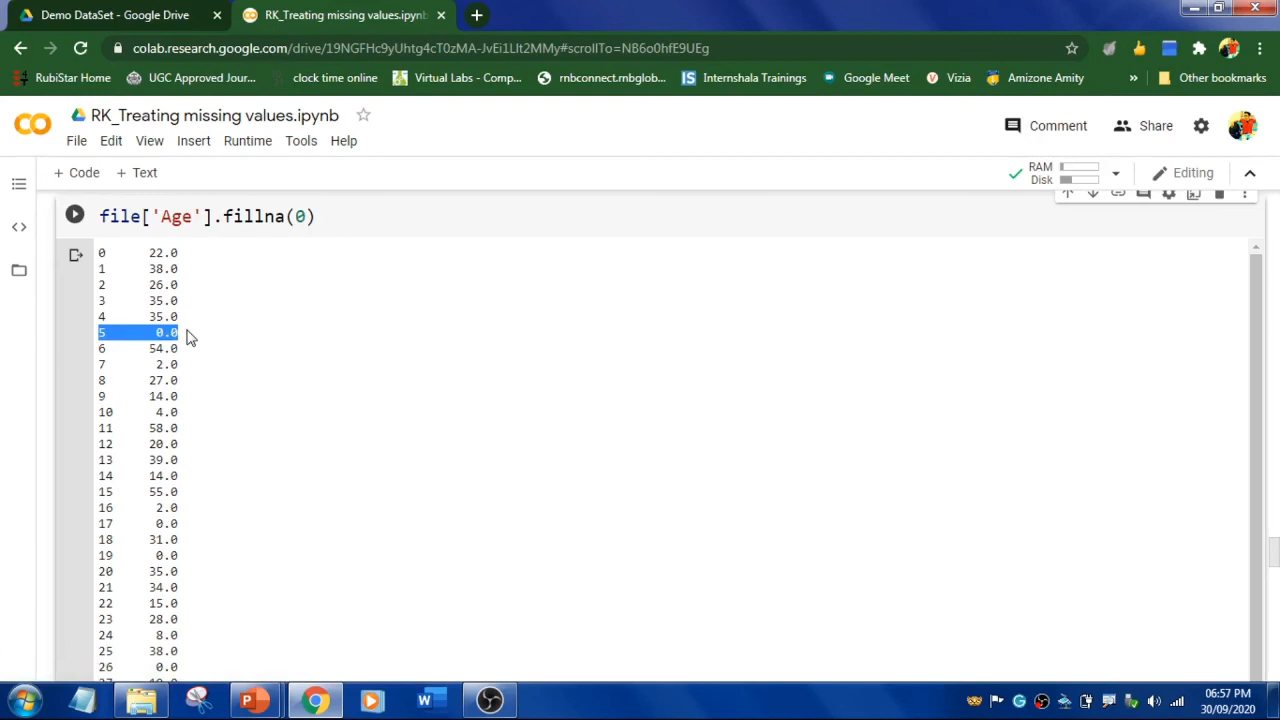 Demo DataSet - Google Drive
RK_Treating missing values.ipynb
colab.research.google.com/drive/19NGFHc9yUhtg4cT0zMA-JvEi1LIt2MMy#scrollTo=NB6o0hfE9UEg
RubiStar Home UGC Approved Jour... clock time online Virtual Labs - Comp... rnbconnect.rnbglob... Internshala Trainings Google Meet Vizia Amizone Amity » Other bookmarks
RK_Treating missing values.ipynb
Comment Share
File Edit View Insert Runtime Tools Help
+ Code + Text
RAM
Disk
Editing
file['Age'].fillna(0)
0 22.0
1 38.0
2 26.0
3 35.0
4 35.0
5 0.0
6 54.0
7 2.0
8 27.0
9 14.0
10 4.0
11 58.0
12 20.0
13 39.0
14 14.0
15 55.0
16 2.0
17 0.0
18 31.0
19 0.0
20 35.0
21 34.0
22 15.0
23 28.0
24 8.0
25 38.0
26 0.0
06:57 PM
30/09/2020